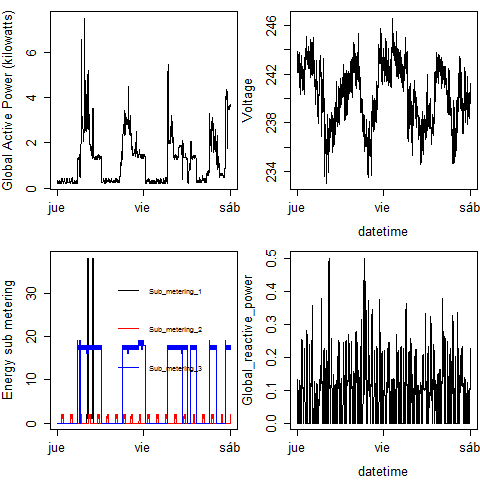 Global Active Power (kilowatts)
0 2 4 6
jue vie sáb
Voltage
234 238 242 246
jue vie sáb
datetime
Energy sub metering
0 10 20 30
jue vie sáb
Sub_metering_1
Sub_metering_2
Sub_metering_3
Global_reactive_power
0.0 0.1 0.2 0.3 0.4 0.5
jue vie sáb
datetime